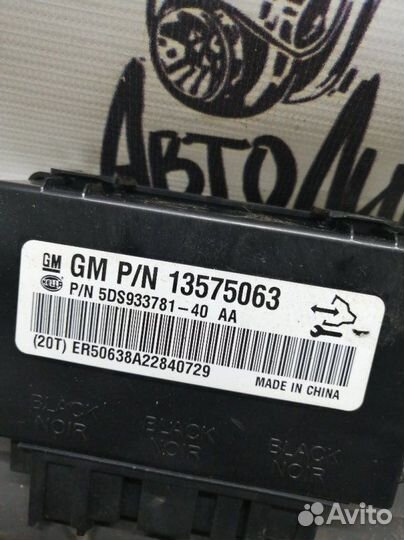 АВТОЛИ
GM GM P/N 13575063
HELLA P/N 5DS933781-40 AA
(20T) ER50638A22840729
MADE IN CHINA
BLACK BLACK BLACK
NOIR NOIR NOIR
Avito